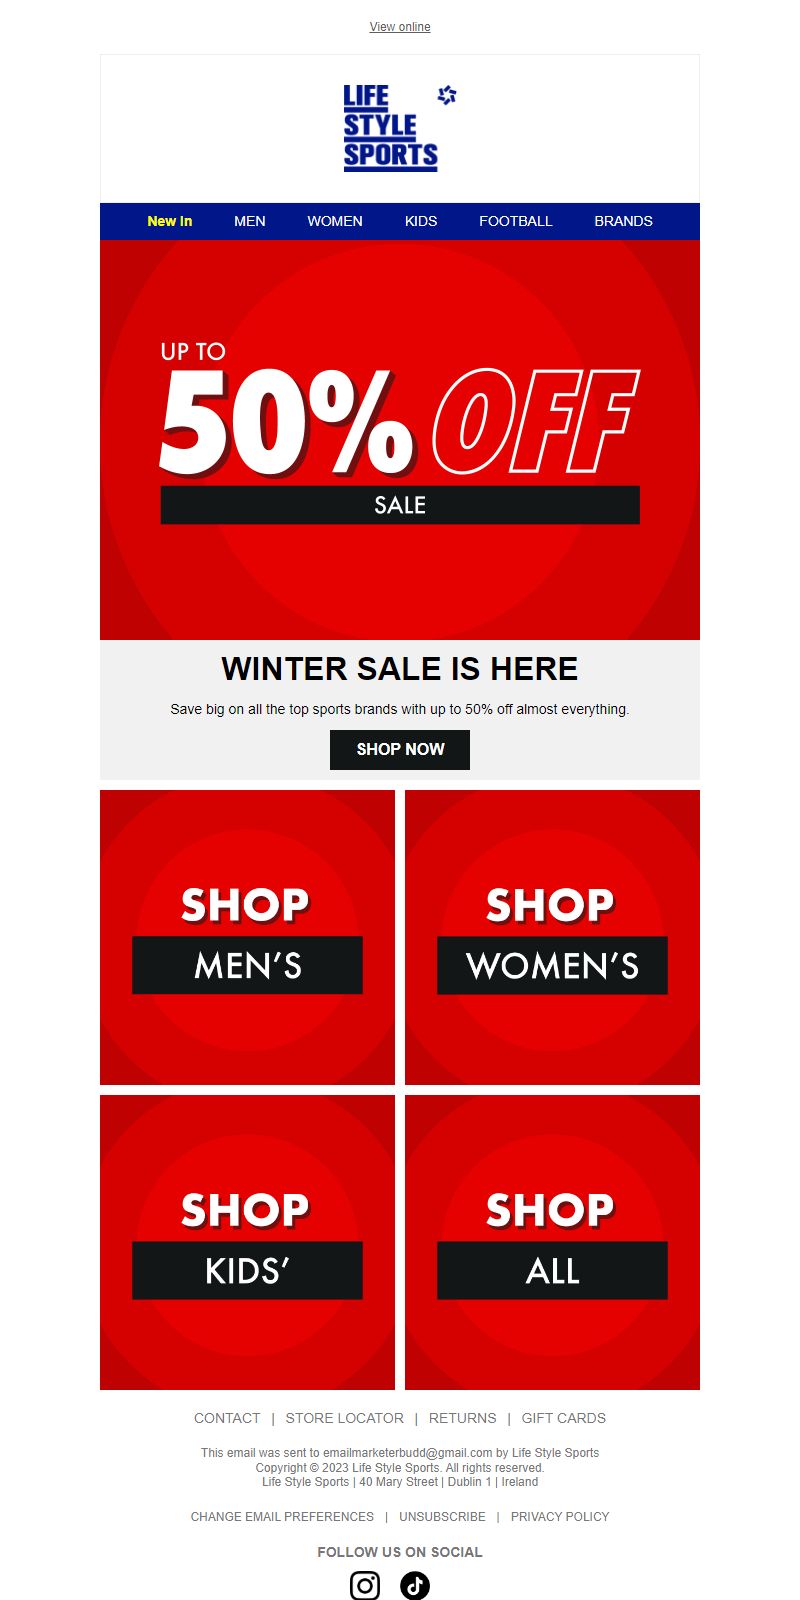 View online
LIFE
STYLE
SPORTS
New In MEN WOMEN KIDS FOOTBALL BRANDS
UP TO
50% OFF
SALE
WINTER SALE IS HERE
Save big on all the top sports brands with up to 50% off almost everything.
SHOP NOW
SHOP
MEN'S
SHOP
WOMEN'S
SHOP
KIDS'
SHOP
ALL
CONTACT | STORE LOCATOR | RETURNS | GIFT CARDS
This email was sent to emailmarketerbudd@gmail.com by Life Style Sports
Copyright © 2023 Life Style Sports. All rights reserved.
Life Style Sports | 40 Mary Street | Dublin 1 | Ireland
CHANGE EMAIL PREFERENCES | UNSUBSCRIBE | PRIVACY POLICY
FOLLOW US ON SOCIAL